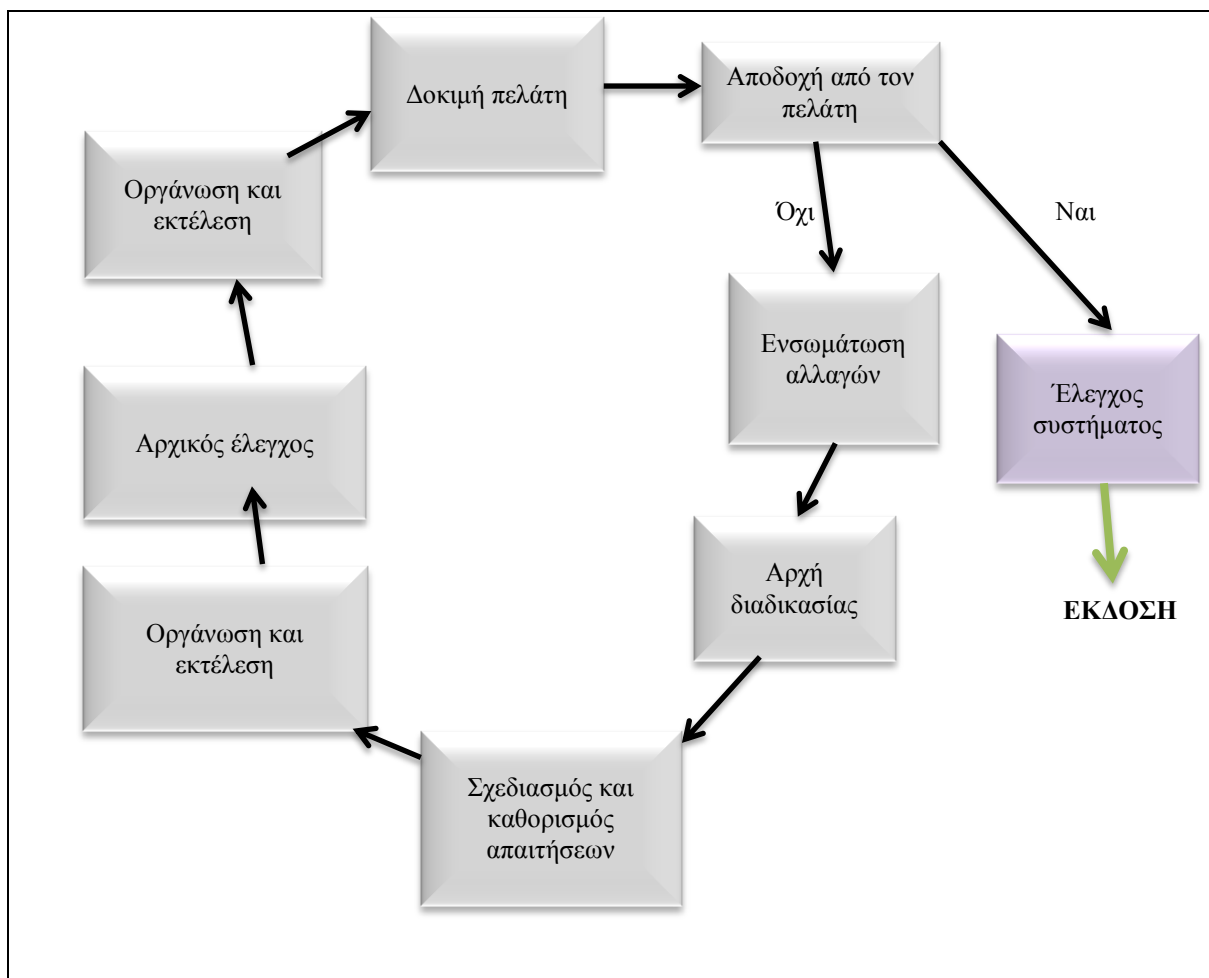 Δοκιμή πελάτη
Αποδοχή από τον
πελάτη
Οργάνωση και
εκτέλεση
Όχι
Ναι
Ενσωμάτωση
αλλαγών
Έλεγχος
συστήματος
Αρχικός έλεγχος
Αρχή
διαδικασίας
ΕΚΔΟΣΗ
Οργάνωση και
εκτέλεση
Σχεδιασμός και
καθορισμός
απαιτήσεων